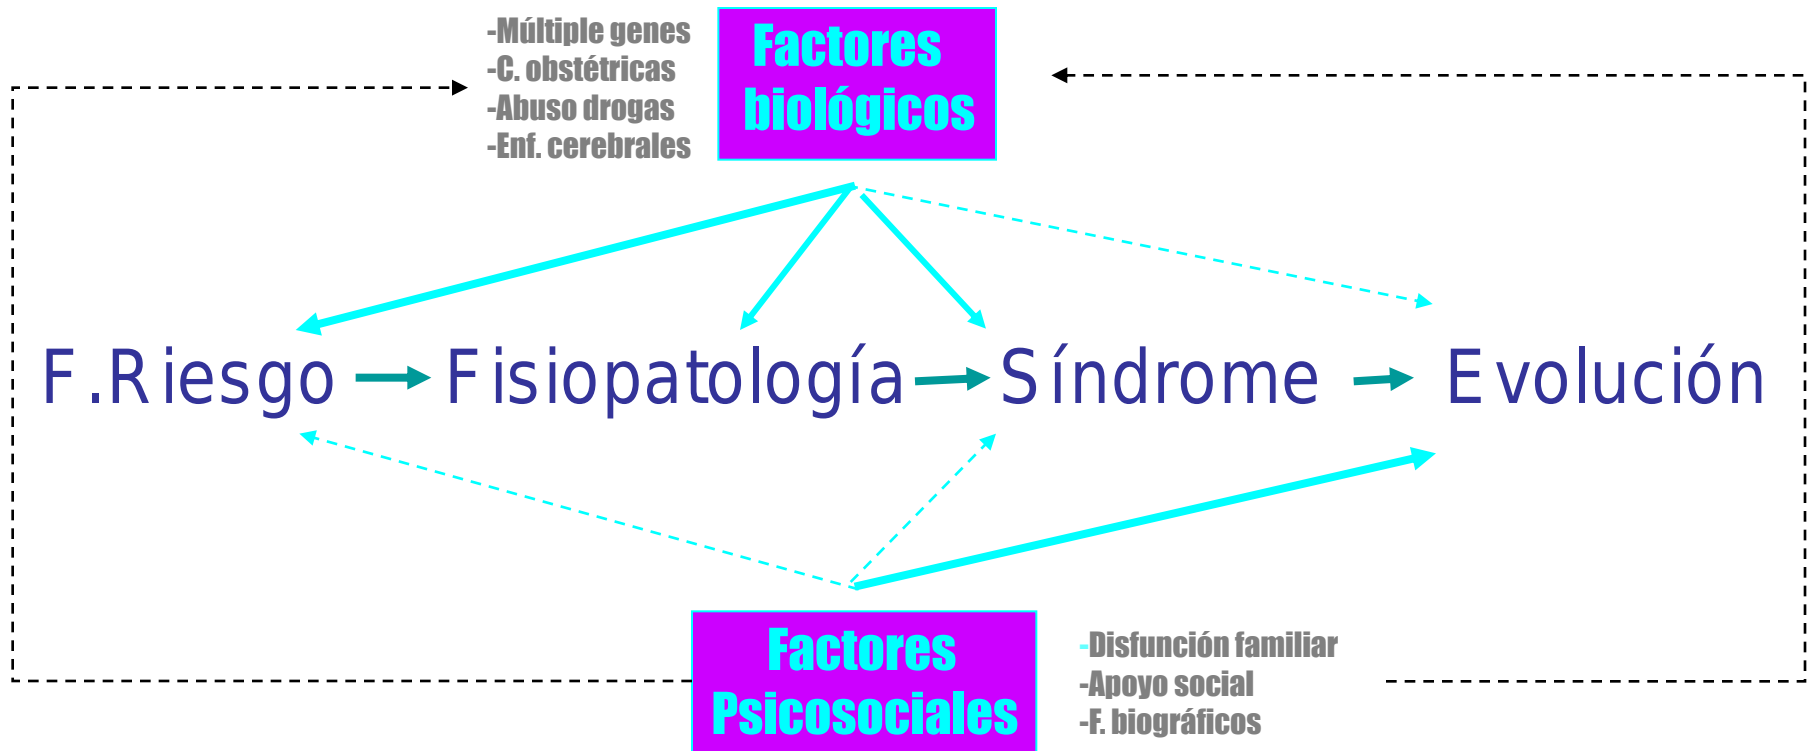 -Múltiple genes
-C. obstétricas
-Abuso drogas
-Enf. cerebrales
Factores
biológicos
F.Riesgo
Fisiopatología
Síndrome
Evolución
Factores
Psicosociales
-Disfunción familiar
-Apoyo social
-F. biográficos